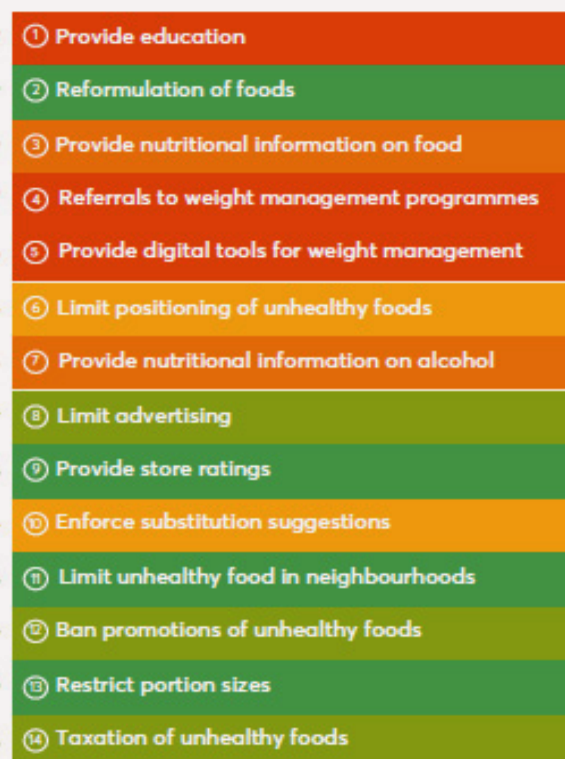 1 Provide education
2 Reformulation of foods
3 Provide nutritional information on food
4 Referrals to weight management programmes
5 Provide digital tools for weight management
6 Limit positioning of unhealthy foods
7 Provide nutritional information on alcohol
8 Limit advertising
9 Provide store ratings
10 Enforce substitution suggestions
11 Limit unhealthy food in neighbourhoods
12 Ban promotions of unhealthy foods
13 Restrict portion sizes
14 Taxation of unhealthy foods